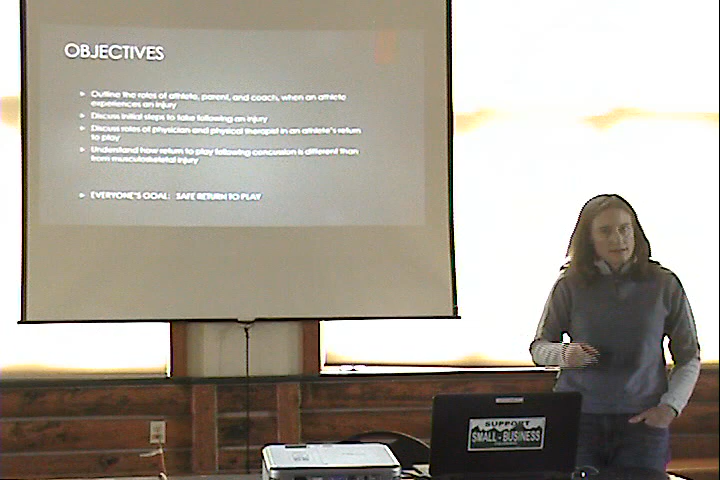 OBJECTIVES
Outline the roles of athlete, parent, and coach, when an athlete
experiences an injury
Discuss initial steps to take following an injury
Discuss roles of physician and physical therapist in an athlete's return
to play
Understand how return to play following concussion is different than
from musculoskeletal injury
EVERYONE'S GOAL: SAFE RETURN TO PLAY
SUPPORT
SMALL-BUSINESS